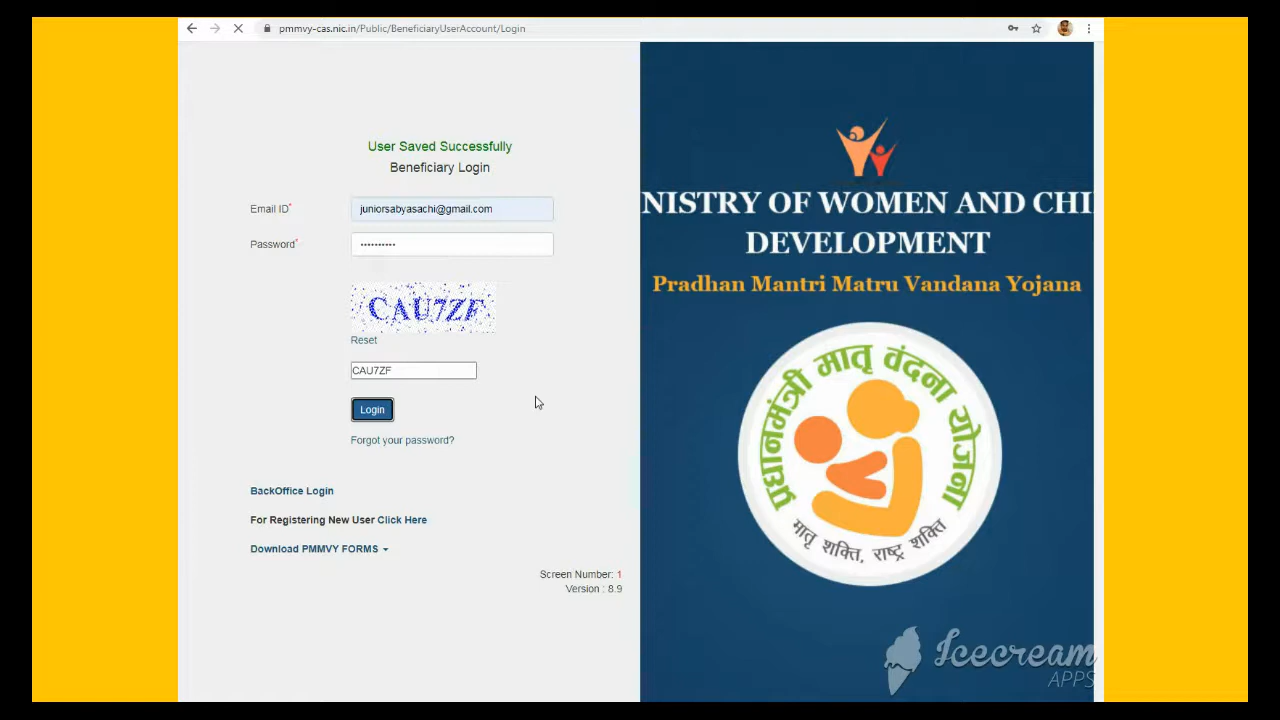 pmmvy-cas.nic.in/Public/BeneficiaryUserAccount/Login
User Saved Successfully
Beneficiary Login
Email ID*
juniorsabyasachi@gmail.com
Password*
••••••••••
CAU7ZF
Reset
CAU7ZF
Login
Forgot your password?
BackOffice Login
For Registering New User Click Here
Download PMMVY FORMS
Screen Number: 1
Version : 8.9
NISTRY OF WOMEN AND CHI
DEVELOPMENT
Pradhan Mantri Matru Vandana Yojana
प्रधानमंत्री मातृ वंदना योजना
मातृ शक्ति, राष्ट्र शक्ति
Icecream
APPS